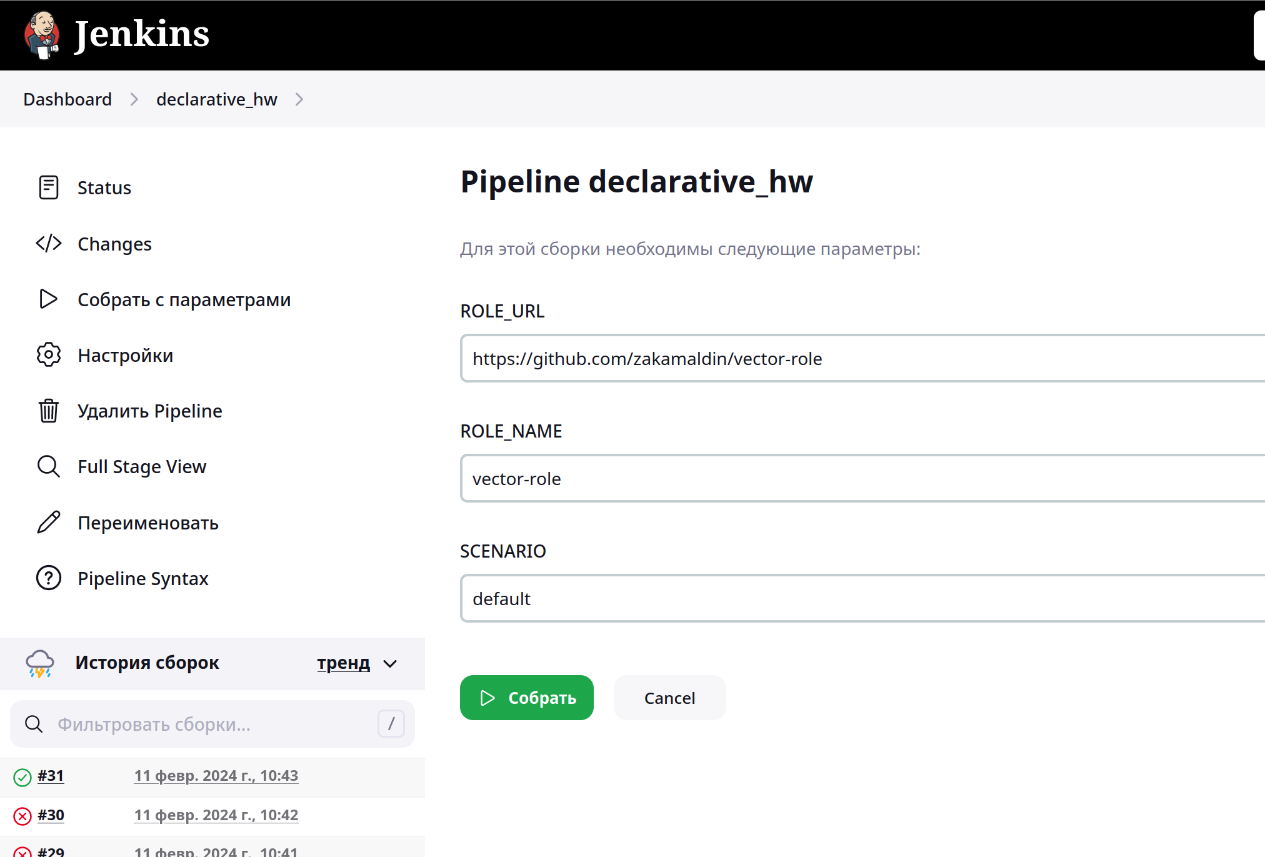 Jenkins
Dashboard
declarative_hw
Status
Changes
Собрать с параметрами
Настройки
Удалить Pipeline
Full Stage View
Переименовать
Pipeline Syntax
История сборок
тренд
Фильтровать сборки...
/
#31
11 февр. 2024 г., 10:43
#30
11 февр. 2024 г., 10:42
#29
11 февр. 2024 г., 10:41
Pipeline declarative_hw
Для этой сборки необходимы следующие параметры:
ROLE_URL
https://github.com/zakamaldin/vector-role
ROLE_NAME
vector-role
SCENARIO
default
Собрать
Cancel